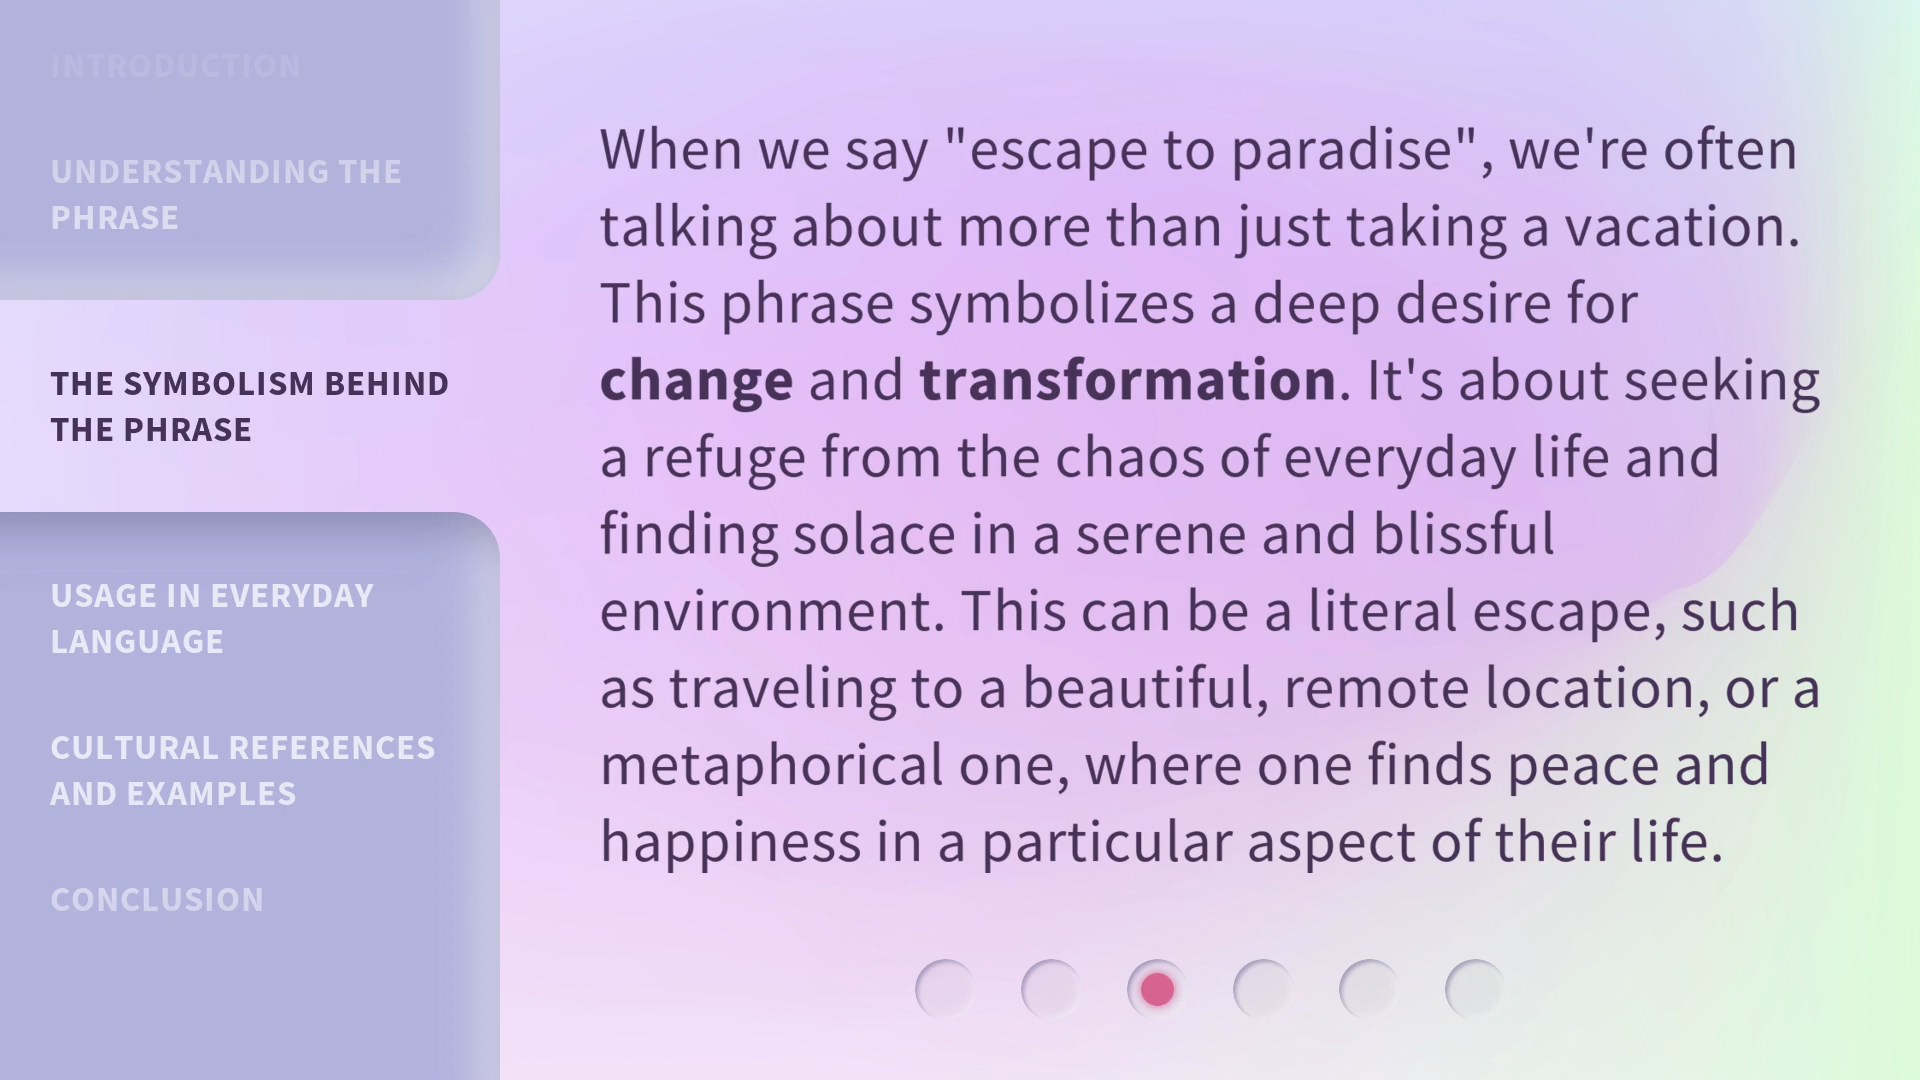 INTRODUCTION
UNDERSTANDING THE
PHRASE
THE SYMBOLISM BEHIND
THE PHRASE
USAGE IN EVERYDAY
LANGUAGE
CULTURAL REFERENCES
AND EXAMPLES
CONCLUSION
When we say "escape to paradise", we're often
talking about more than just taking a vacation.
This phrase symbolizes a deep desire for
change and transformation. It's about seeking
a refuge from the chaos of everyday life and
finding solace in a serene and blissful
environment. This can be a literal escape, such
as traveling to a beautiful, remote location, or a
metaphorical one, where one finds peace and
happiness in a particular aspect of their life.